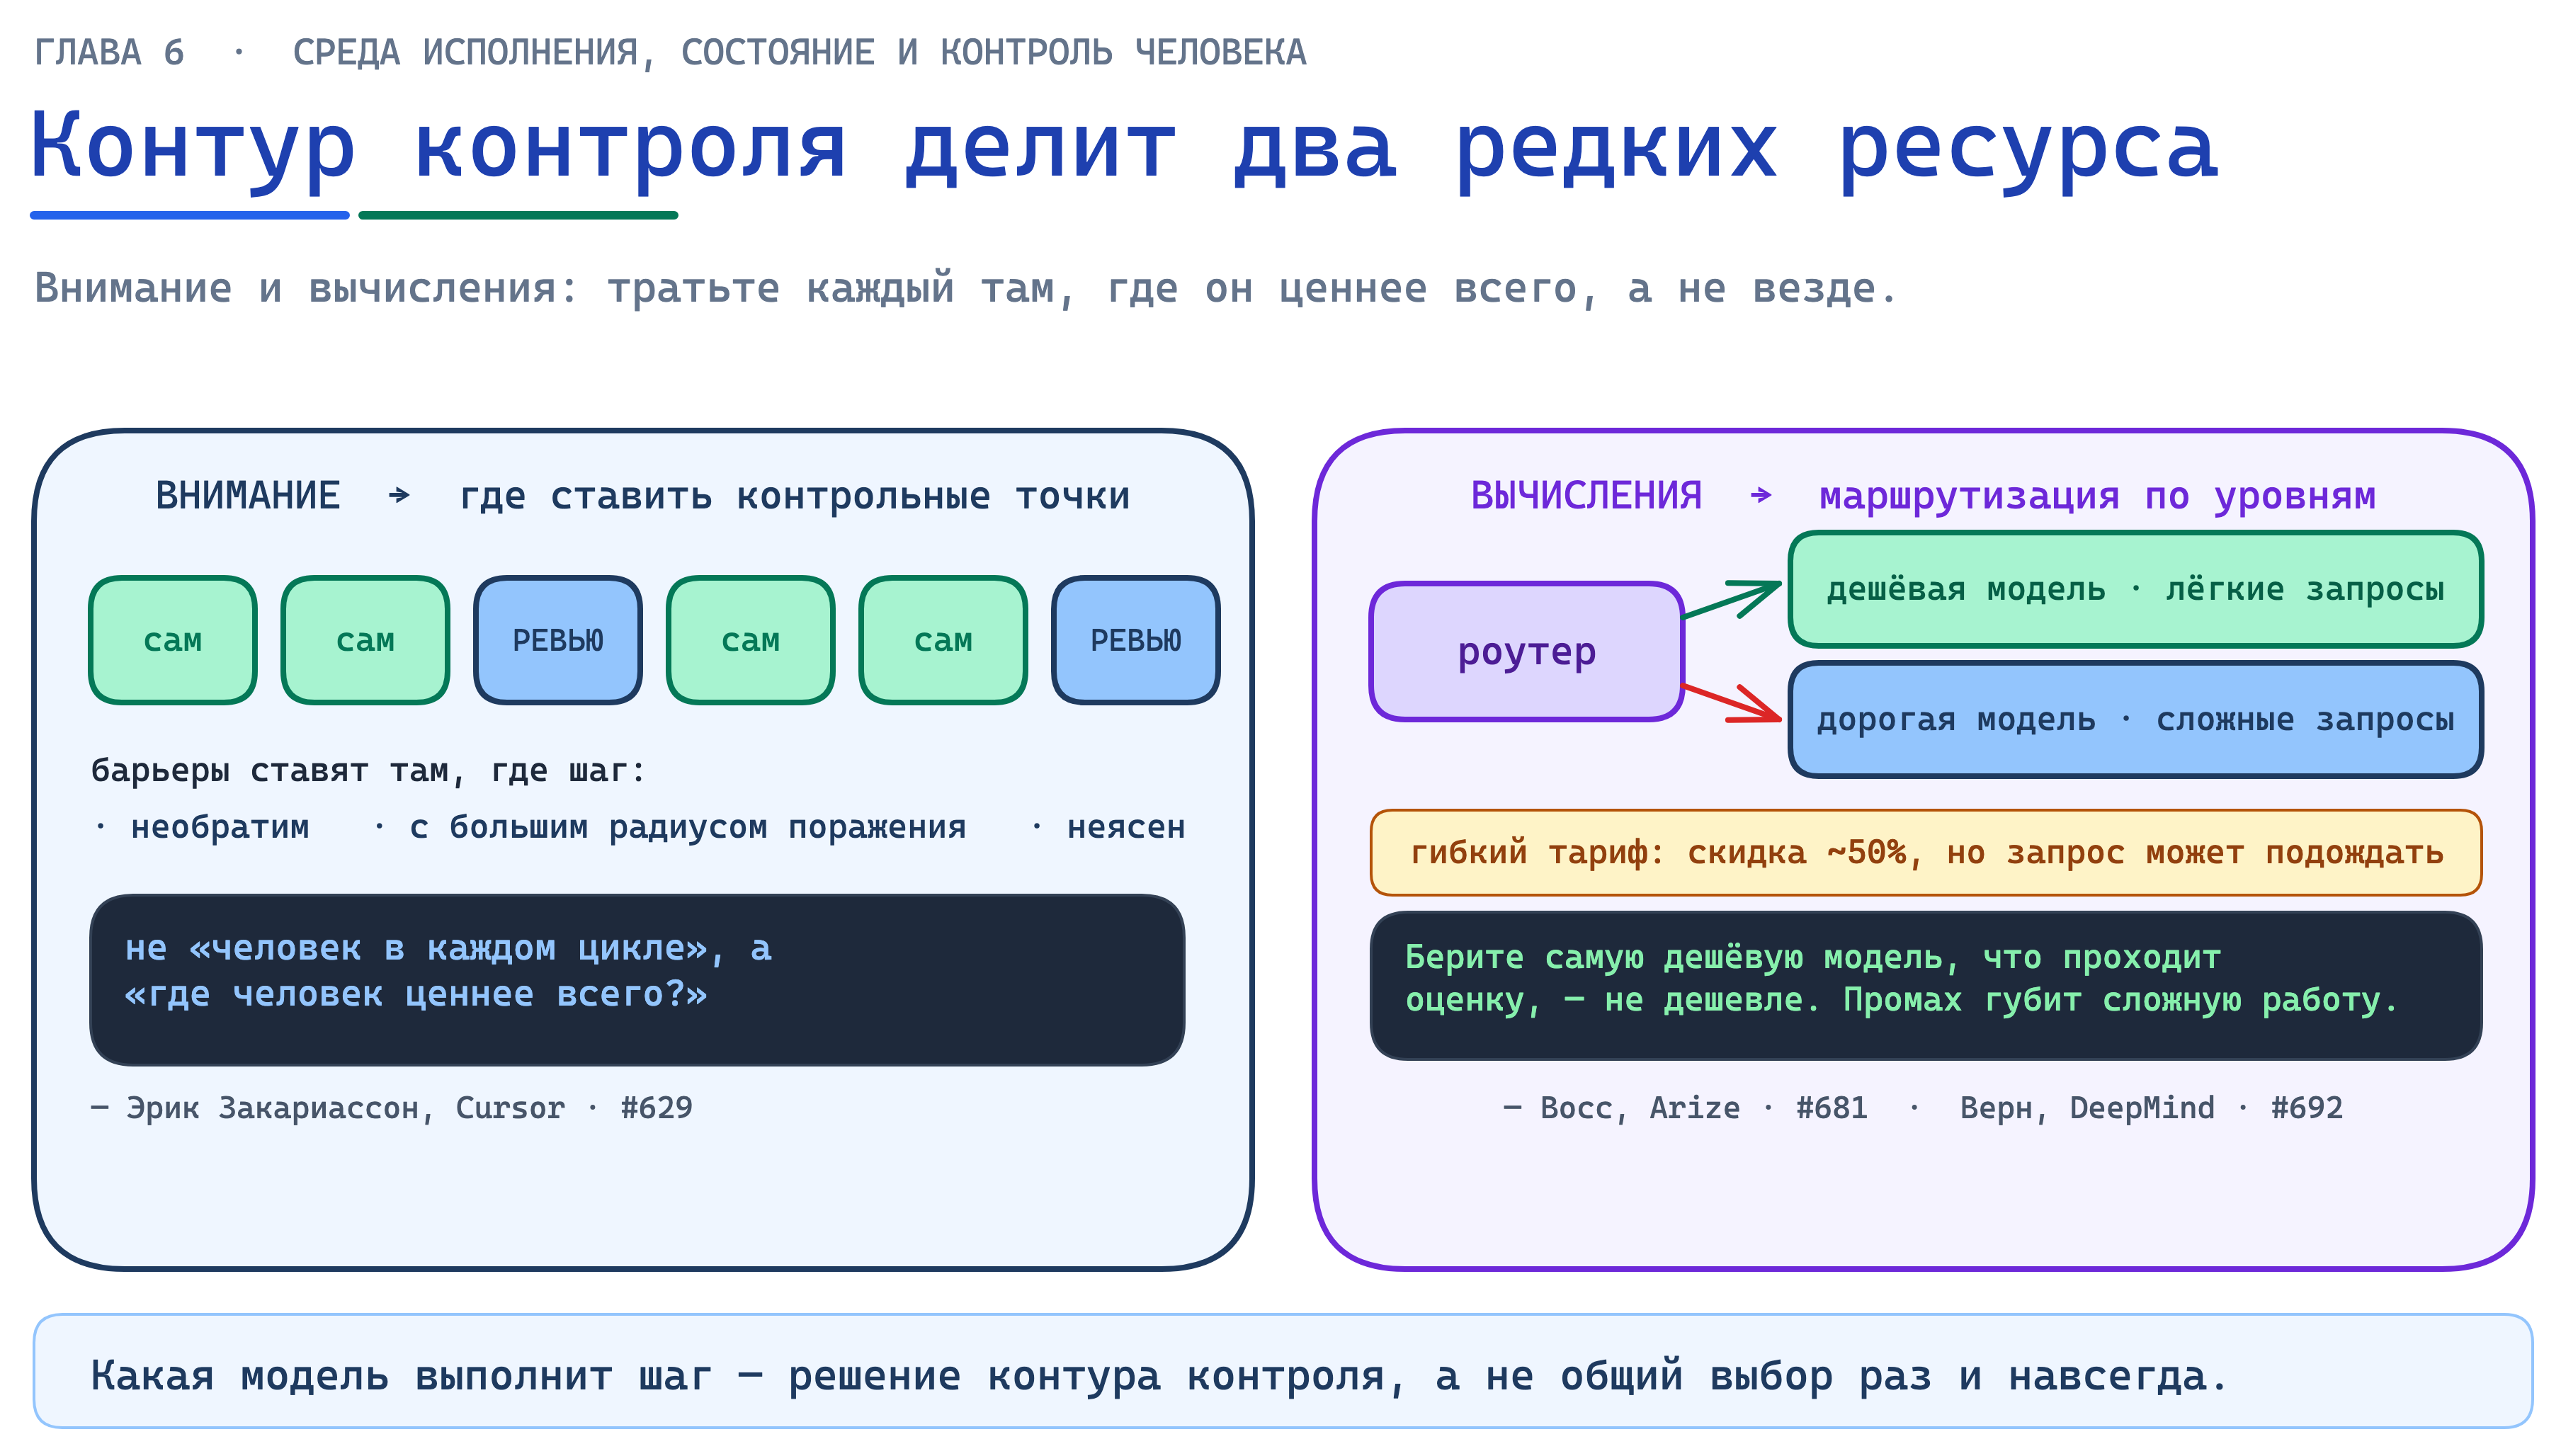 ГЛАВА 6 · СРЕДА ИСПОЛНЕНИЯ, СОСТОЯНИЕ И КОНТРОЛЬ ЧЕЛОВЕКА
Контур контроля делит два редких ресурса
Внимание и вычисления: тратьте каждый там, где он ценнее всего, а не везде.
ВНИМАНИЕ → где ставить контрольные точки
сам
сам
РЕВЬЮ
сам
сам
РЕВЬЮ
барьеры ставят там, где шаг:
· необратим · с большим радиусом поражения · неясен
не «человек в каждом цикле», а
«где человек ценнее всего?»
— Эрик Закариассон, Cursor · #629
ВЫЧИСЛЕНИЯ → маршрутизация по уровням
роутер
дешёвая модель · лёгкие запросы
дорогая модель · сложные запросы
гибкий тариф: скидка ~50%, но запрос может подождать
Берите самую дешёвую модель, что проходит
оценку, — не дешевле. Промах губит сложную работу.
— Восс, Arize · #681 · Верн, DeepMind · #692
Какая модель выполнит шаг — решение контура контроля, а не общий выбор раз и навсегда.